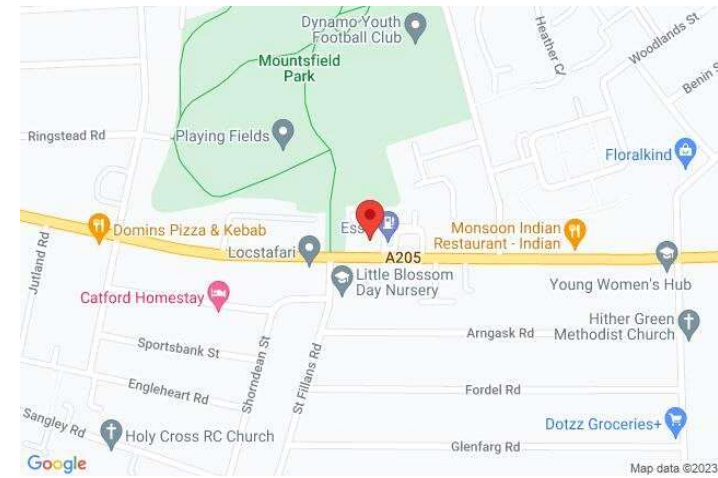 Dynamo Youth
Football Club
Heather C/
Woodlands St
Benin S
Mountsfield
Park
Ringstead Rd
Playing Fields
Floralkind
Domins Pizza & Kebab
Ess
Monsoon Indian
Restaurant - Indian
Locstafari
A205
Jutland Rd
Little Blossom
Day Nursery
Young Women's Hub
Catford Homestay
Hither Green
Methodist Church
Arngask Rd
Sportsbank St
Shorndean St
St Fillans Rd
Engleheart Rd
Fordel Rd
Sangley Rd
Holy Cross RC Church
Dotzz Groceries+
Glenfarg Rd
Google
Map data ©2023